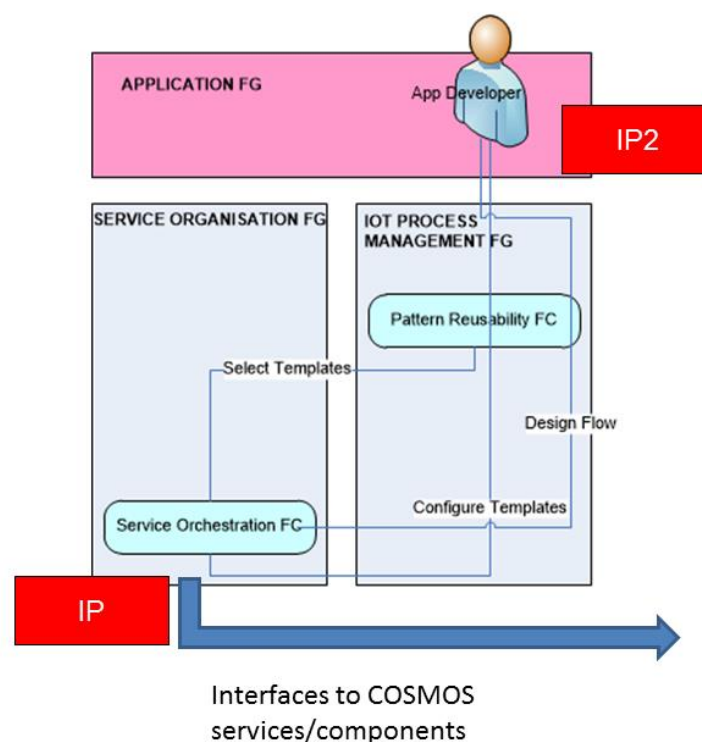 APPLICATION FG
App Developer
IP2
SERVICE ORGANISATION FG
IOT PROCESS
MANAGEMENT FG
Pattern Reusability FC
Select Templates
Design Flow
Configure Templates
Service Orchestration FC
IP
Interfaces to COSMOS
services/components